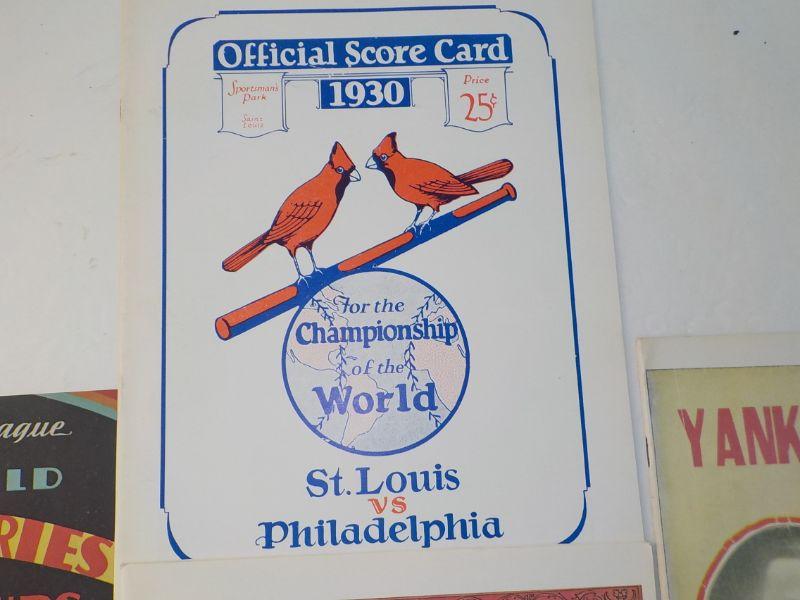 Official Score Card
Sportsman's
Park
Saint
Louis
1930
Price
25¢
for the
Championship
of the
World
St. Louis
vs
Philadelphia
ague
LD
RIES
YANK